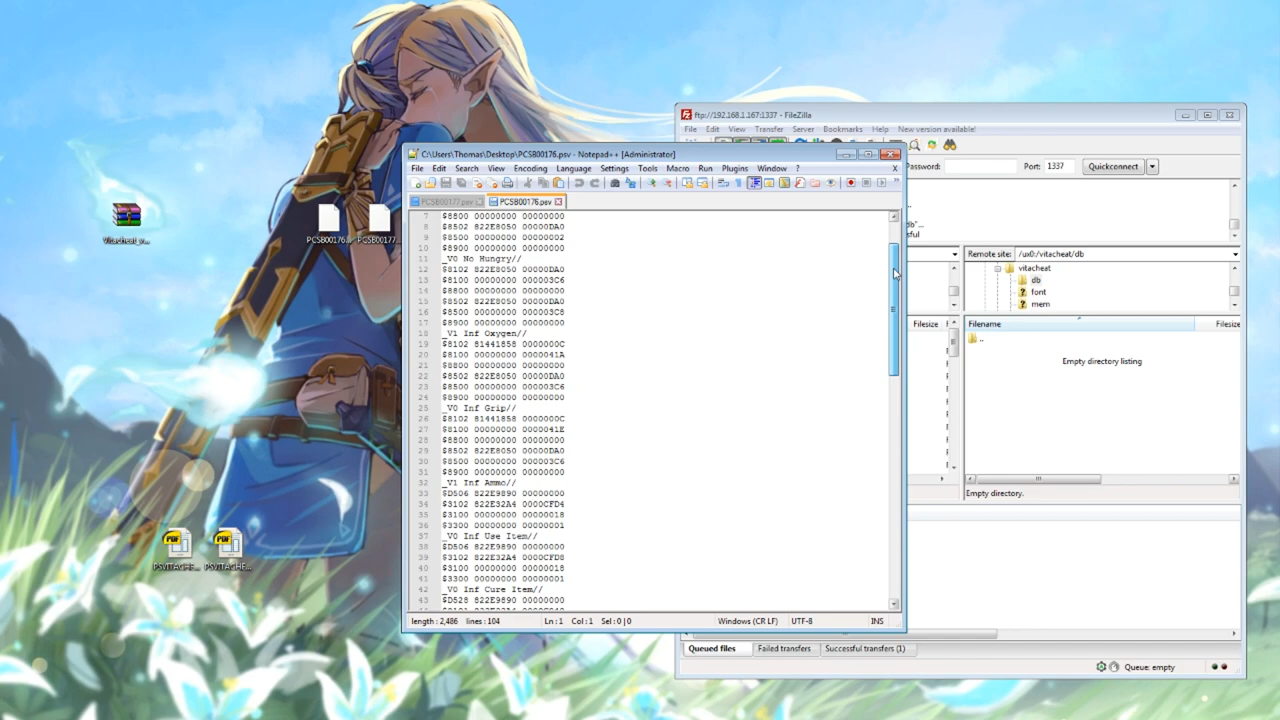 ftp://192.168.1.167:1337 - FileZilla
File Edit View Transfer Server Bookmarks Help New version available!
Password: Port: 1337 Quickconnect
C:\Users\Thomas\Desktop\PCSB00176.psv - Notepad++ [Administrator]
File Edit Search View Encoding Language Settings Tools Macro Run Plugins Window ? X
PCSB00177.psv PCSB00176.psv
7 $8800 00000000 00000000
8 $8502 822E8050 00000DA0
9 $8500 00000000 00000002
10 $8900 00000000 00000000
11 _V0 No Hungry//
12 $8102 822E8050 00000DA0
13 $8100 00000000 000003C6
14 $8800 00000000 00000000
15 $8502 822E8050 00000DA0
16 $8500 00000000 000003C8
17 $8900 00000000 00000000
18 _V1 Inf Oxygen//
19 $8102 81441858 0000000C
20 $8100 00000000 0000041A
21 $8800 00000000 00000000
22 $8502 822E8050 00000DA0
23 $8500 00000000 000003C6
24 $8900 00000000 00000000
25 _V0 Inf Grip//
26 $8102 81441858 0000000C
27 $8100 00000000 0000041E
28 $8800 00000000 00000000
29 $8502 822E8050 00000DA0
30 $8500 00000000 000003C6
31 $8900 00000000 00000000
32 _V1 Inf Ammo//
33 $D506 822E9890 00000000
34 $3102 822E32A4 0000CFD4
35 $3100 00000000 00000018
36 $3300 00000000 00000001
37 _V0 Inf Use Item//
38 $D506 822E9890 00000000
39 $3102 822E32A4 0000CFD8
40 $3100 00000000 00000018
41 $3300 00000000 00000001
42 _V0 Inf Cure Item//
43 $D528 822E9890 00000000
length : 2,486 lines : 104 Ln : 1 Col : 1 Sel : 0 | 0 Windows (CR LF) UTF-8 INS
Vitacheat_v...
PCSB00176... PCSB00177...
PSVITACHE... PSVITACHE...
db"...
sful
Remote site: /ux0:/vitacheat/db
vitacheat
db
? font
? mem
Filesize
Filename Filesize
..
Empty directory listing
Empty directory.
Queued files Failed transfers Successful transfers (1)
Queue: empty